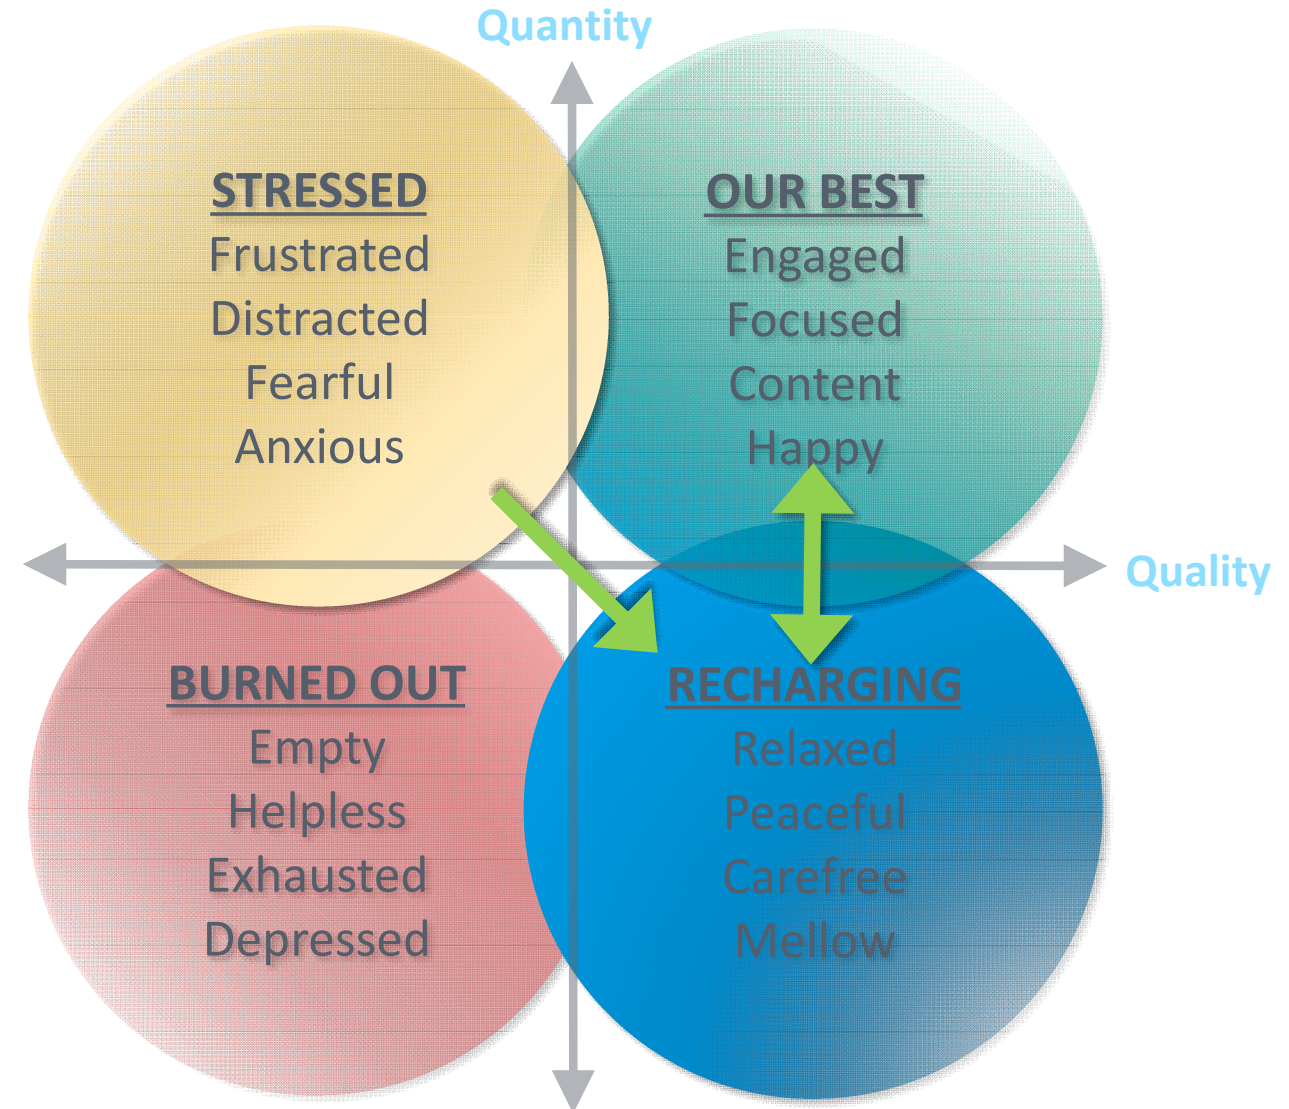 Quantity
STRESSED
Frustrated
Distracted
Fearful
Anxious
OUR BEST
Engaged
Focused
Content
Happy
Quality
BURNED OUT
Empty
Helpless
Exhausted
Depressed
RECHARGING
Relaxed
Peaceful
Carefree
Mellow